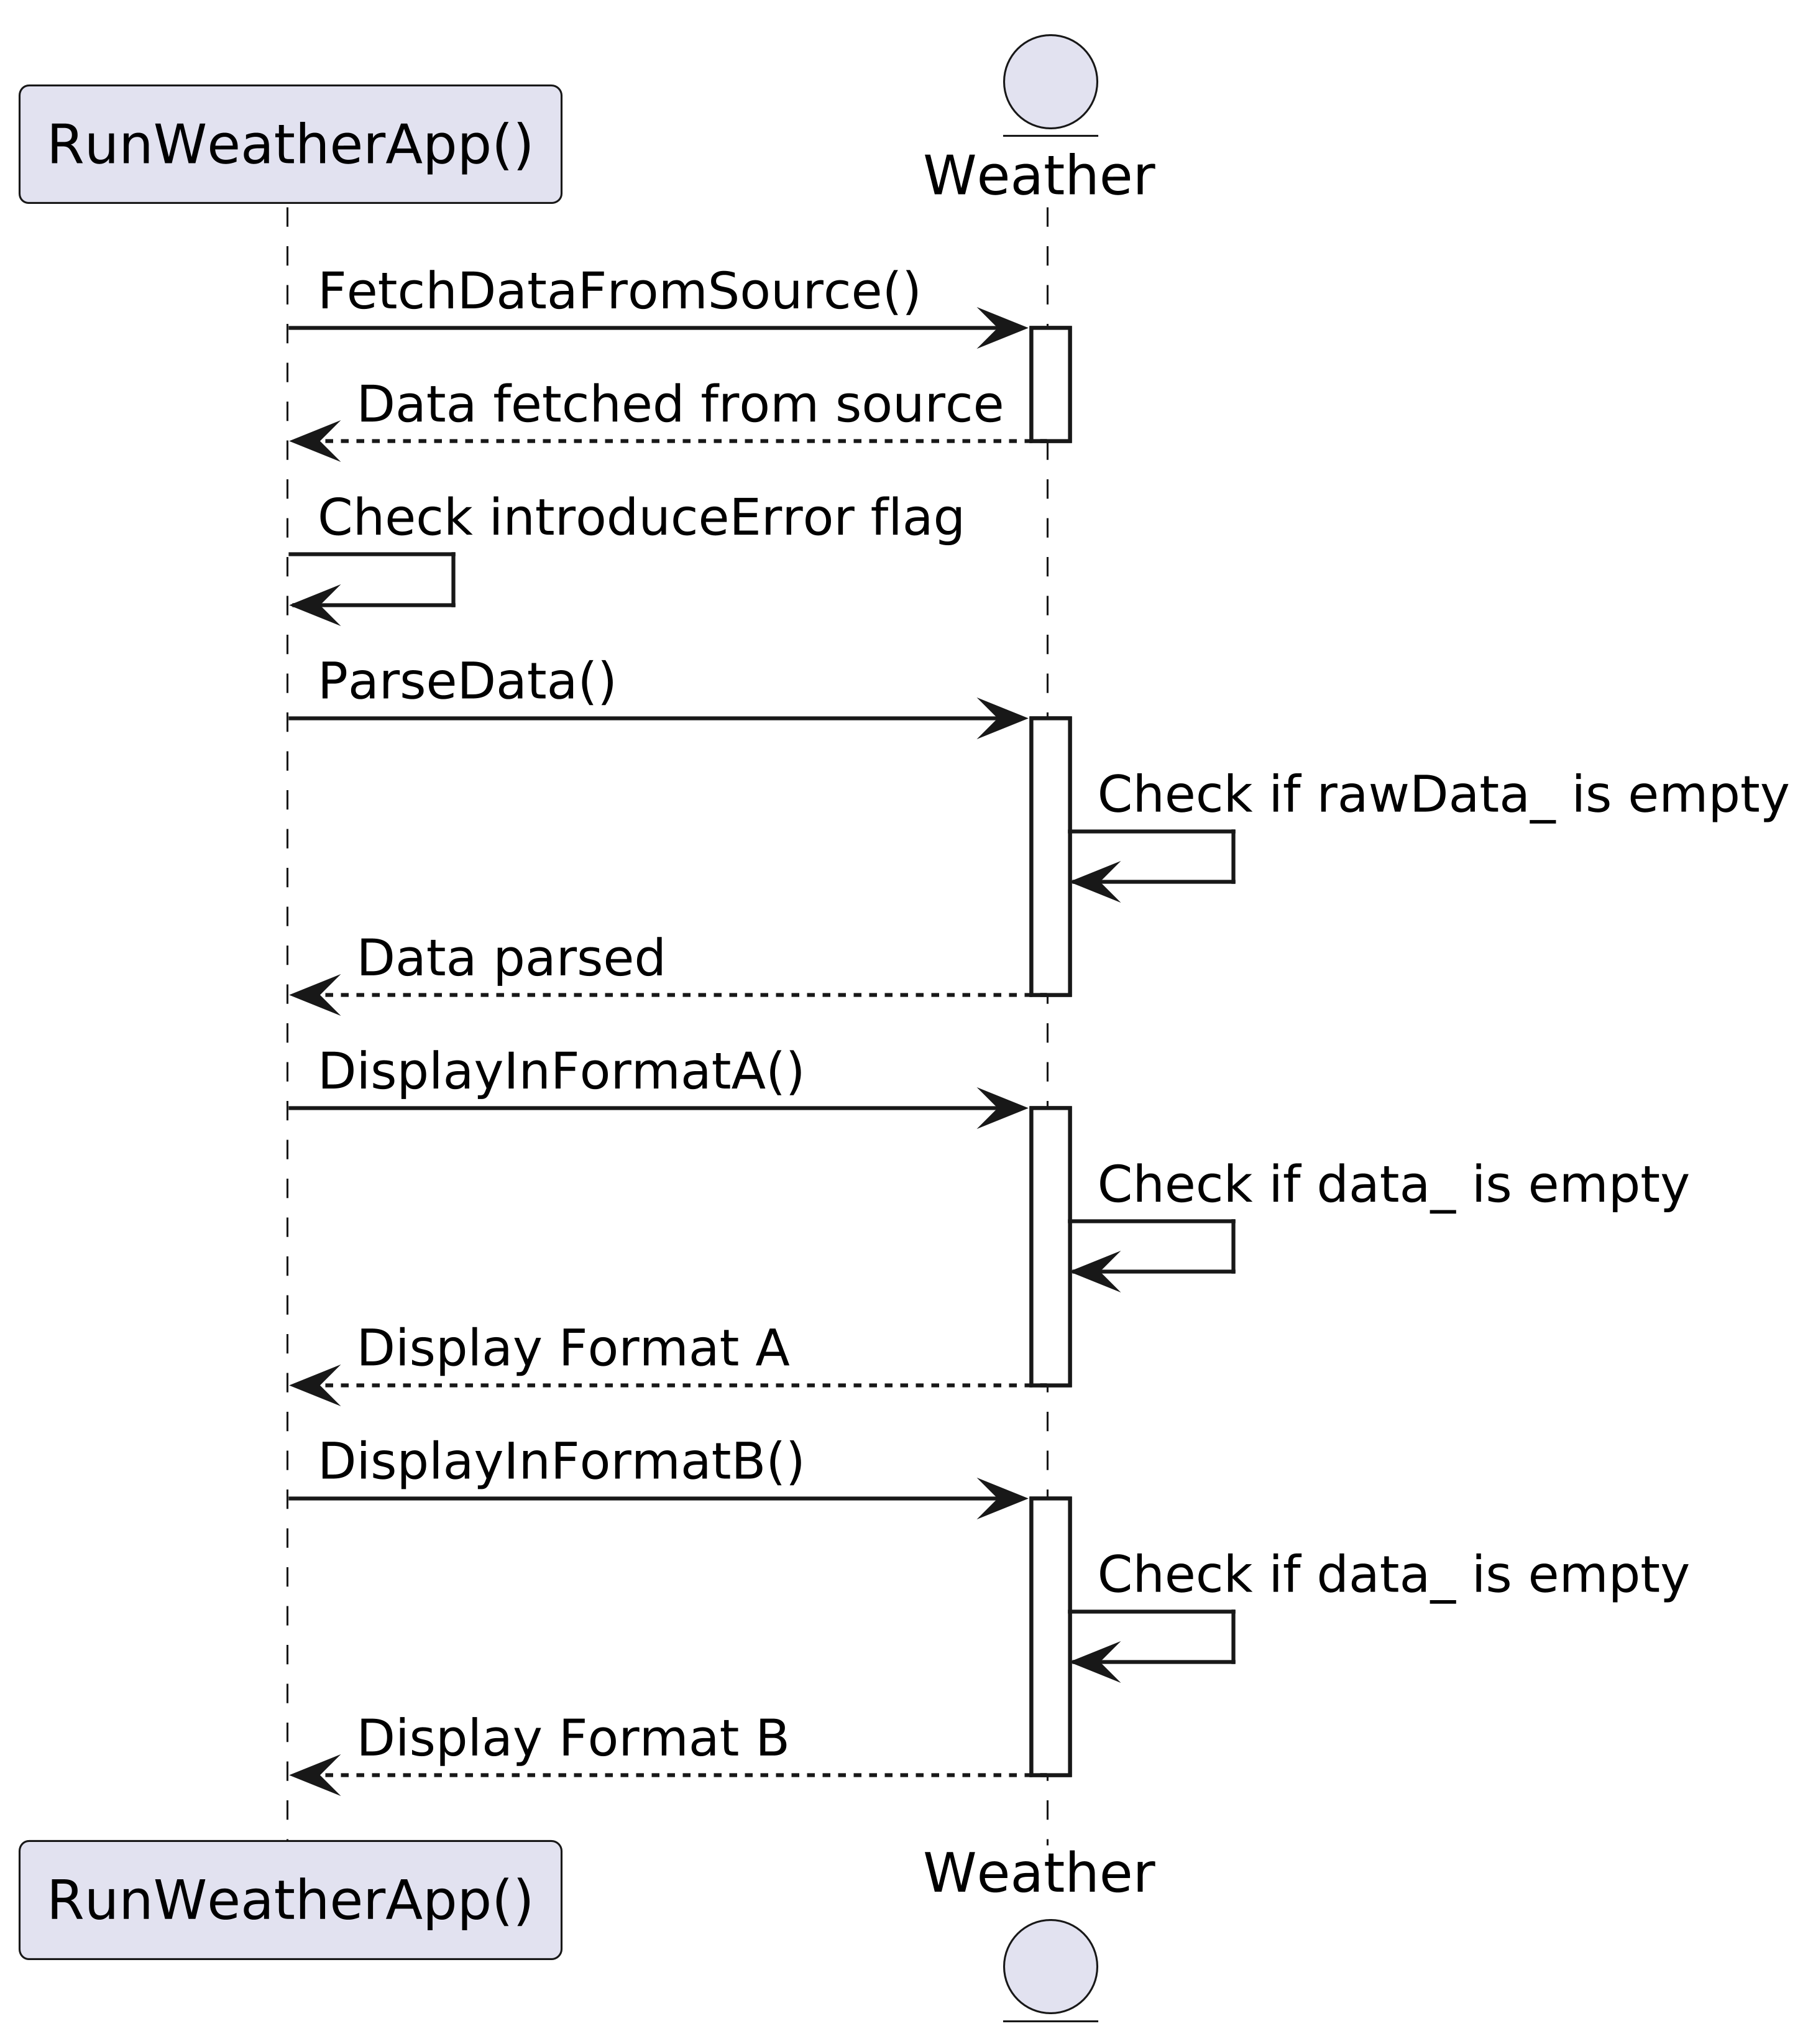 RunWeatherApp()
Weather
FetchDataFromSource()
Data fetched from source
Check introduceError flag
ParseData()
Check if rawData_ is empty
Data parsed
DisplayInFormatA()
Check if data_ is empty
Display Format A
DisplayInFormatB()
Check if data_ is empty
Display Format B
RunWeatherApp()
Weather